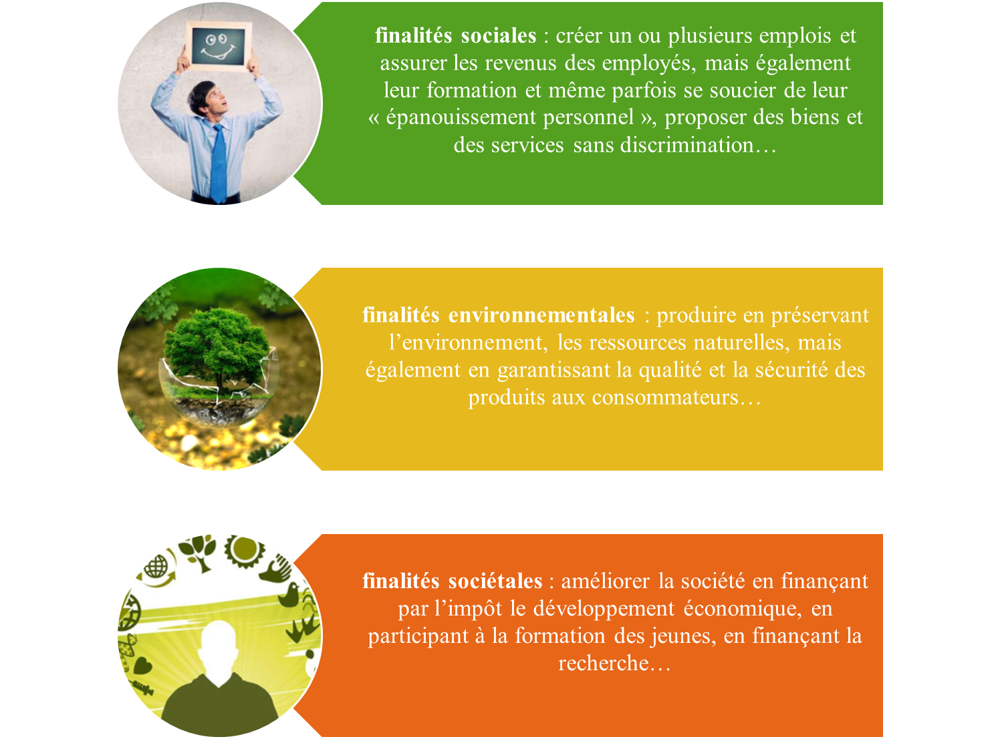 finalités sociales : créer un ou plusieurs emplois et
assurer les revenus des employés, mais également
leur formation et même parfois se soucier de leur
« épanouissement personnel », proposer des biens et
des services sans discrimination…
finalités environnementales : produire en préservant
l’environnement, les ressources naturelles, mais
également en garantissant la qualité et la sécurité des
produits aux consommateurs…
finalités sociétales : améliorer la société en finançant
par l’impôt le développement économique, en
participant à la formation des jeunes, en finançant la
recherche…